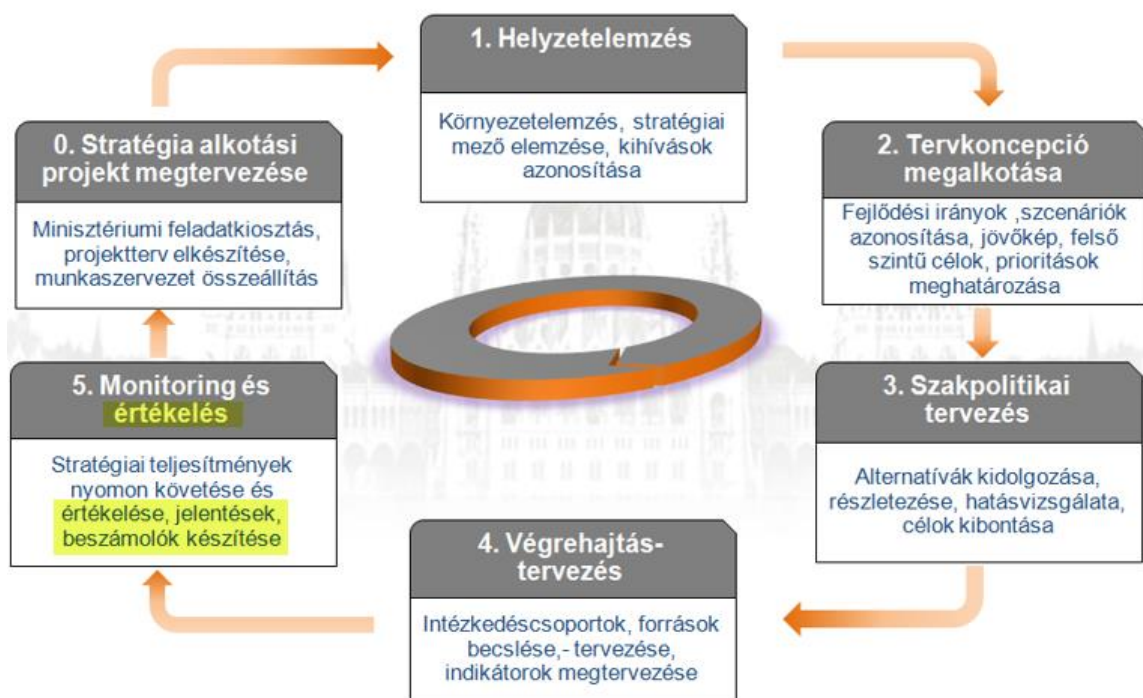 1. Helyzetelemzés
Környezetelemzés, stratégiai
mező elemzése, kihívások
azonosítása
0. Stratégia alkotási
projekt megtervezése
Minisztériumi feladatkiosztás,
projektterv elkészítése,
munkaszervezet összeállítás
2. Tervkoncepció
megalkotása
Fejlődési irányok ,szcenáriók
azonosítása, jövőkép, felső
szintű célok, prioritások
meghatározása
5. Monitoring és
értékelés
Stratégiai teljesítmények
nyomon követése és
értékelése, jelentések,
beszámolók készítése
3. Szakpolitikai
tervezés
Alternatívák kidolgozása,
részletezése, hatásvizsgálata,
célok kibontása
4. Végrehajtás-
tervezés
Intézkedéscsoportok, források
becslése,- tervezése,
indikátorok megtervezése